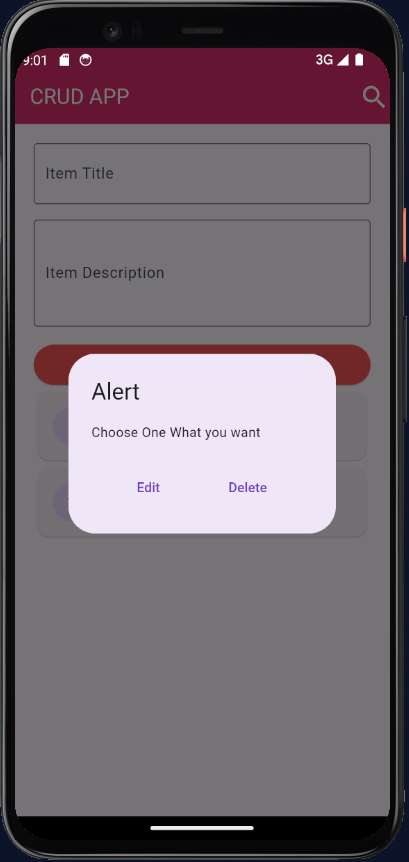 9:01 3G
CRUD APP
Item Title
Item Description
Alert
Choose One What you want
Edit Delete